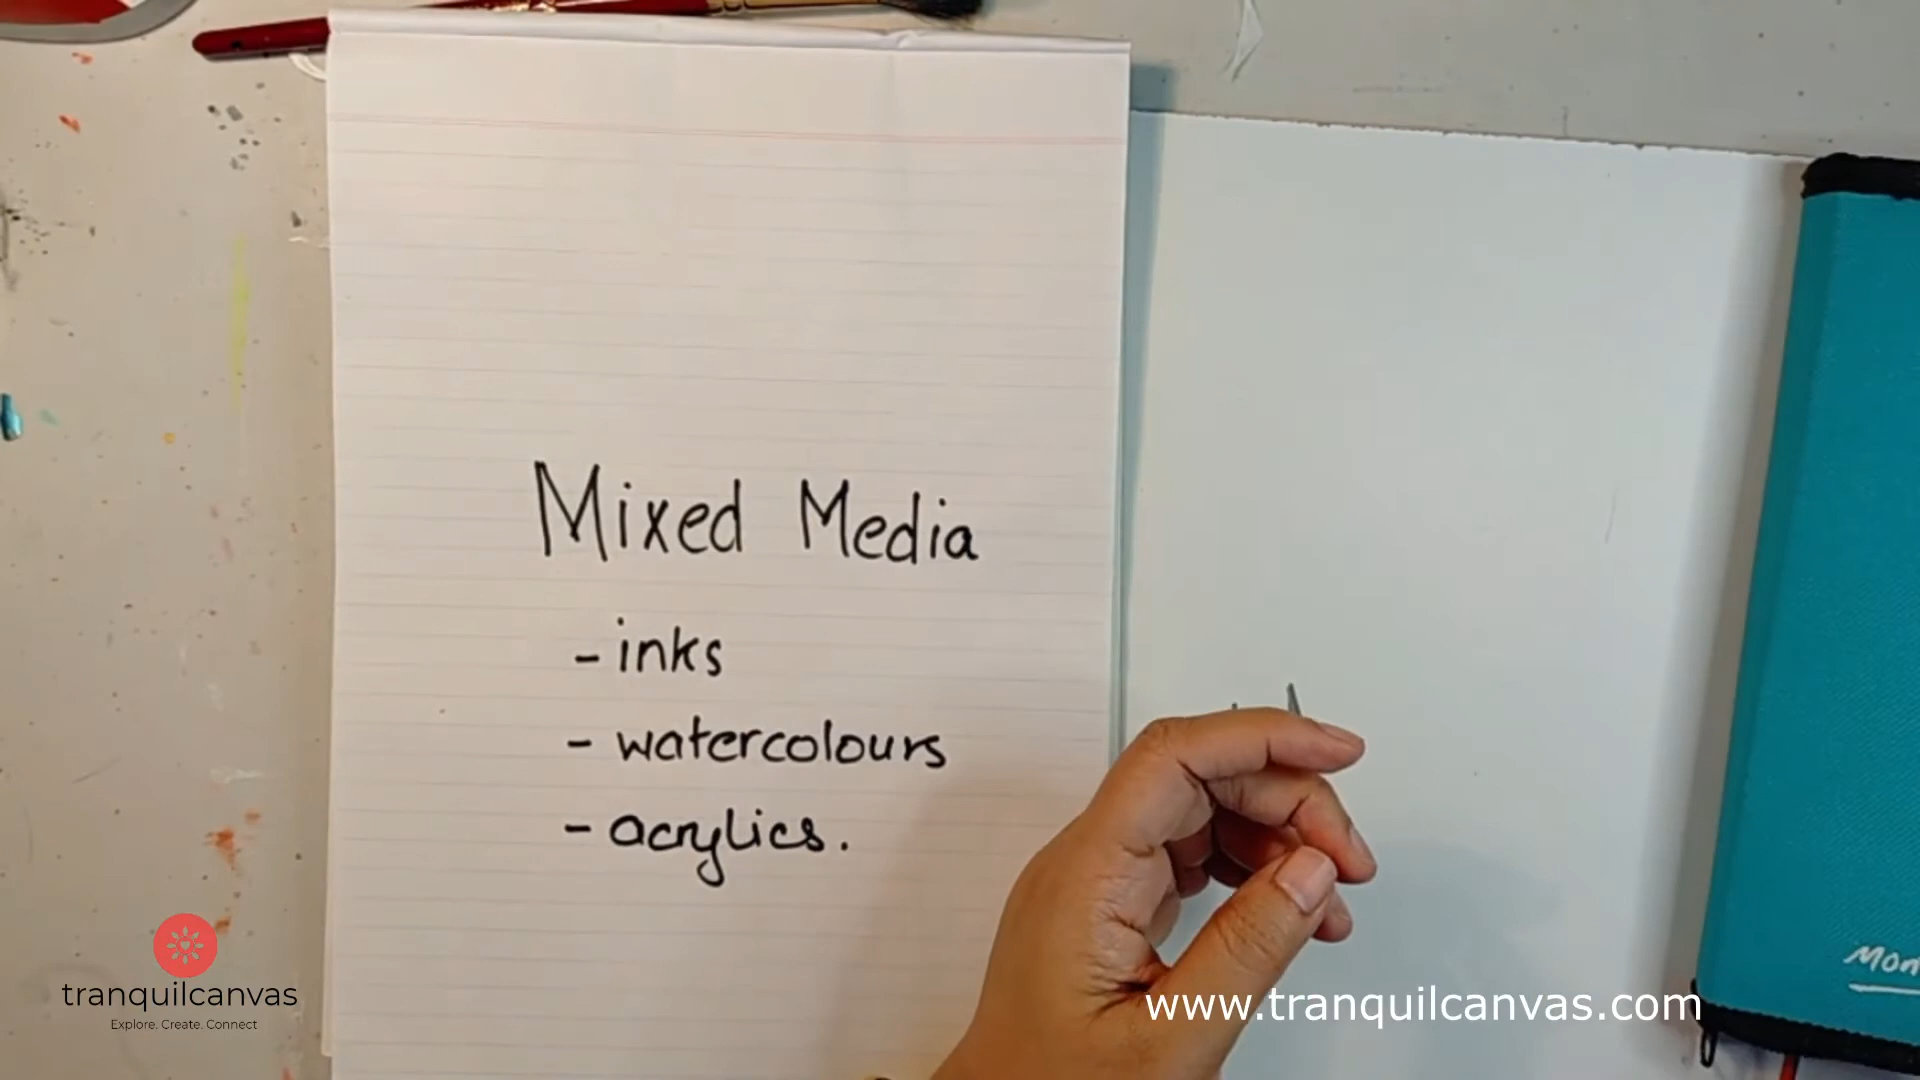 Mixed Media
- inks
- watercolours
- acrylics.
tranquilcanvas
Explore. Create. Connect
www.tranquilcanvas.com